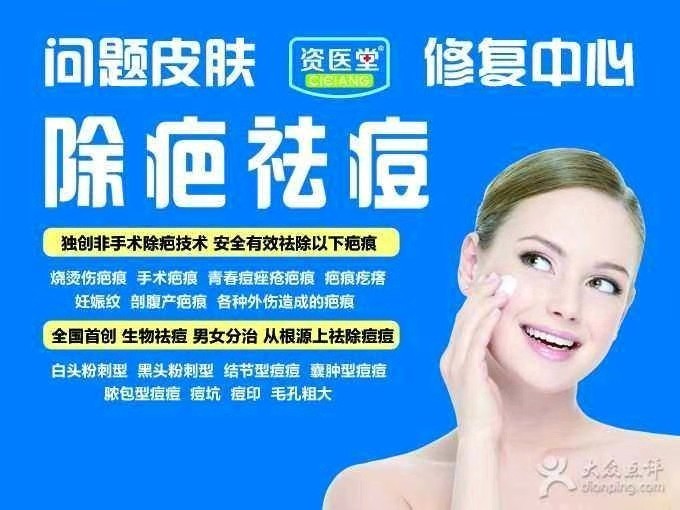 问题皮肤 资医堂® 修复中心
CICIANG
除疤祛痘
独创非手术除疤技术 安全有效祛除以下疤痕
烧烫伤疤痕 手术疤痕 青春痘痤疮疤痕 疤痕疙瘩
妊娠纹 剖腹产疤痕 各种外伤造成的疤痕
全国首创 生物祛痘 男女分治 从根源上祛除痘痘
白头粉刺型 黑头粉刺型 结节型痘痘 囊肿型痘痘
脓包型痘痘 痘坑 痘印 毛孔粗大
大众点评
dianping.com